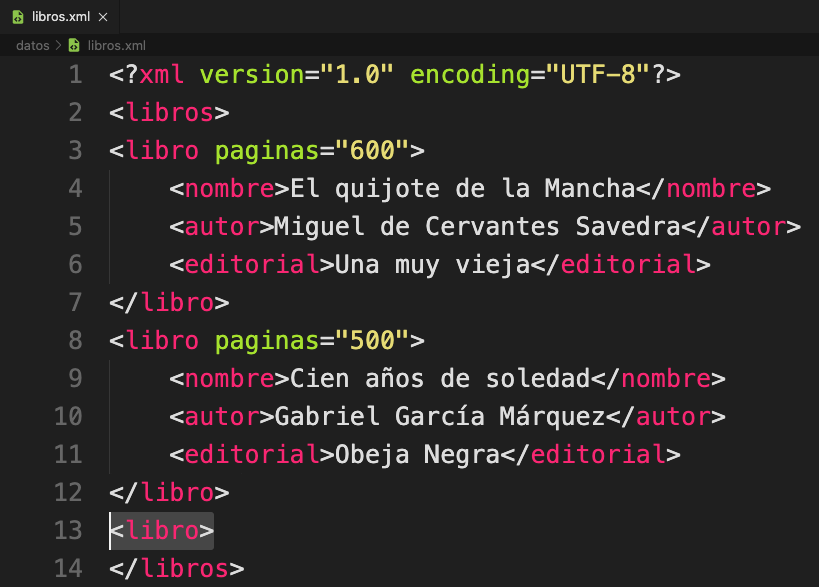 libros.xml
datos > libros.xml
1 <?xml version="1.0" encoding="UTF-8"?>
2 <libros>
3 <libro paginas="600">
4 <nombre>El quijote de la Mancha</nombre>
5 <autor>Miguel de Cervantes Savedra</autor>
6 <editorial>Una muy vieja</editorial>
7 </libro>
8 <libro paginas="500">
9 <nombre>Cien años de soledad</nombre>
10 <autor>Gabriel García Márquez</autor>
11 <editorial>Obeja Negra</editorial>
12 </libro>
13 <libro>
14 </libros>